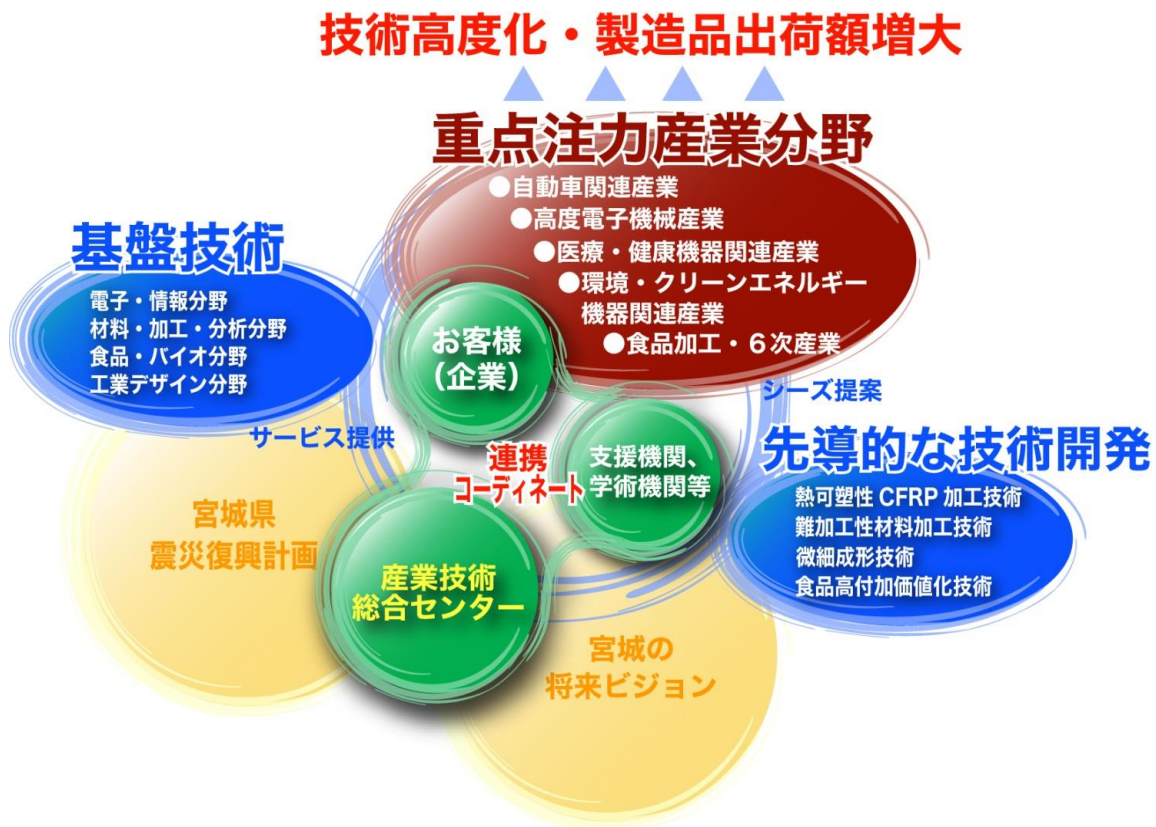 技術高度化・製造品出荷額増大
重点注力産業分野
●自動車関連産業
●高度電子機械産業
●医療・健康機器関連産業
●環境・クリーンエネルギー
機器関連産業
●食品加工・６次産業
基盤技術
電子・情報分野
材料・加工・分析分野
食品・バイオ分野
工業デザイン分野
サービス提供
お客様
（企業）
連携
コーディネート
支援機関、
学術機関等
シーズ提案
先導的な技術開発
熱可塑性 CFRP 加工技術
難加工性材料加工技術
微細成形技術
食品高付加価値化技術
宮城県
震災復興計画
産業技術
総合センター
宮城の
将来ビジョン